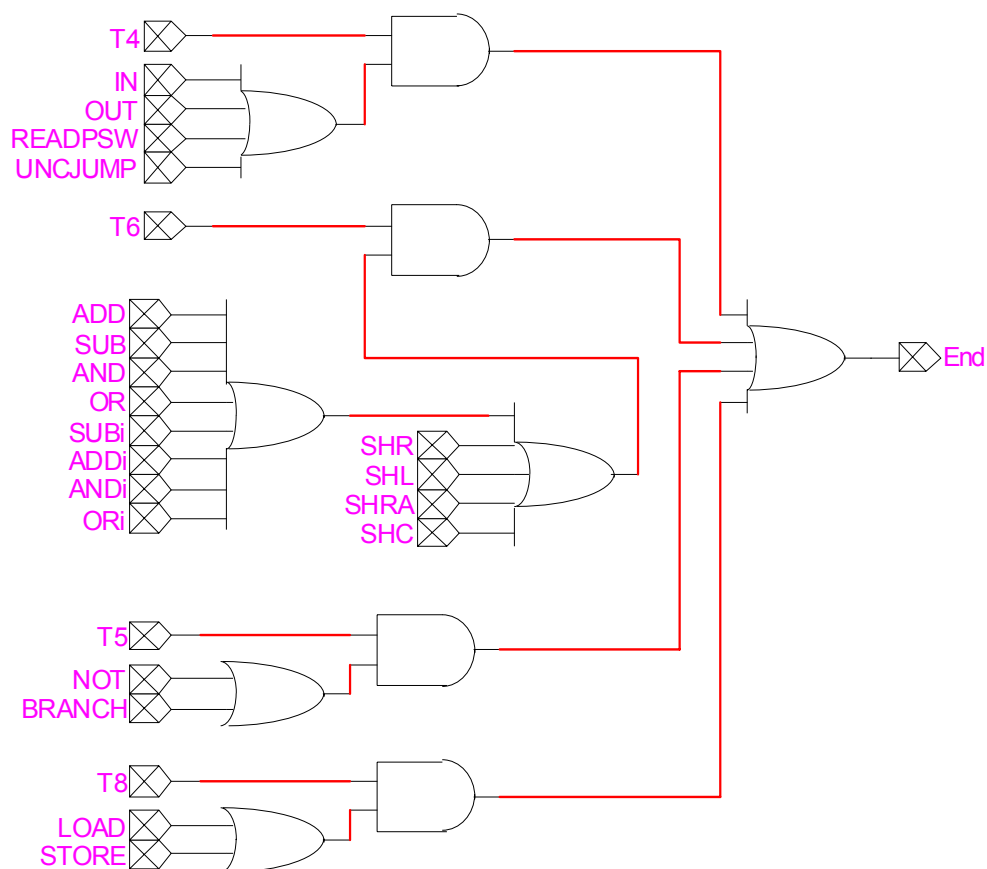 T4
IN
OUT
READPSW
UNCJUMP
T6
ADD
SUB
AND
OR
SUBi
ADDi
ANDi
ORi
SHR
SHL
SHRA
SHC
End
T5
NOT
BRANCH
T8
LOAD
STORE